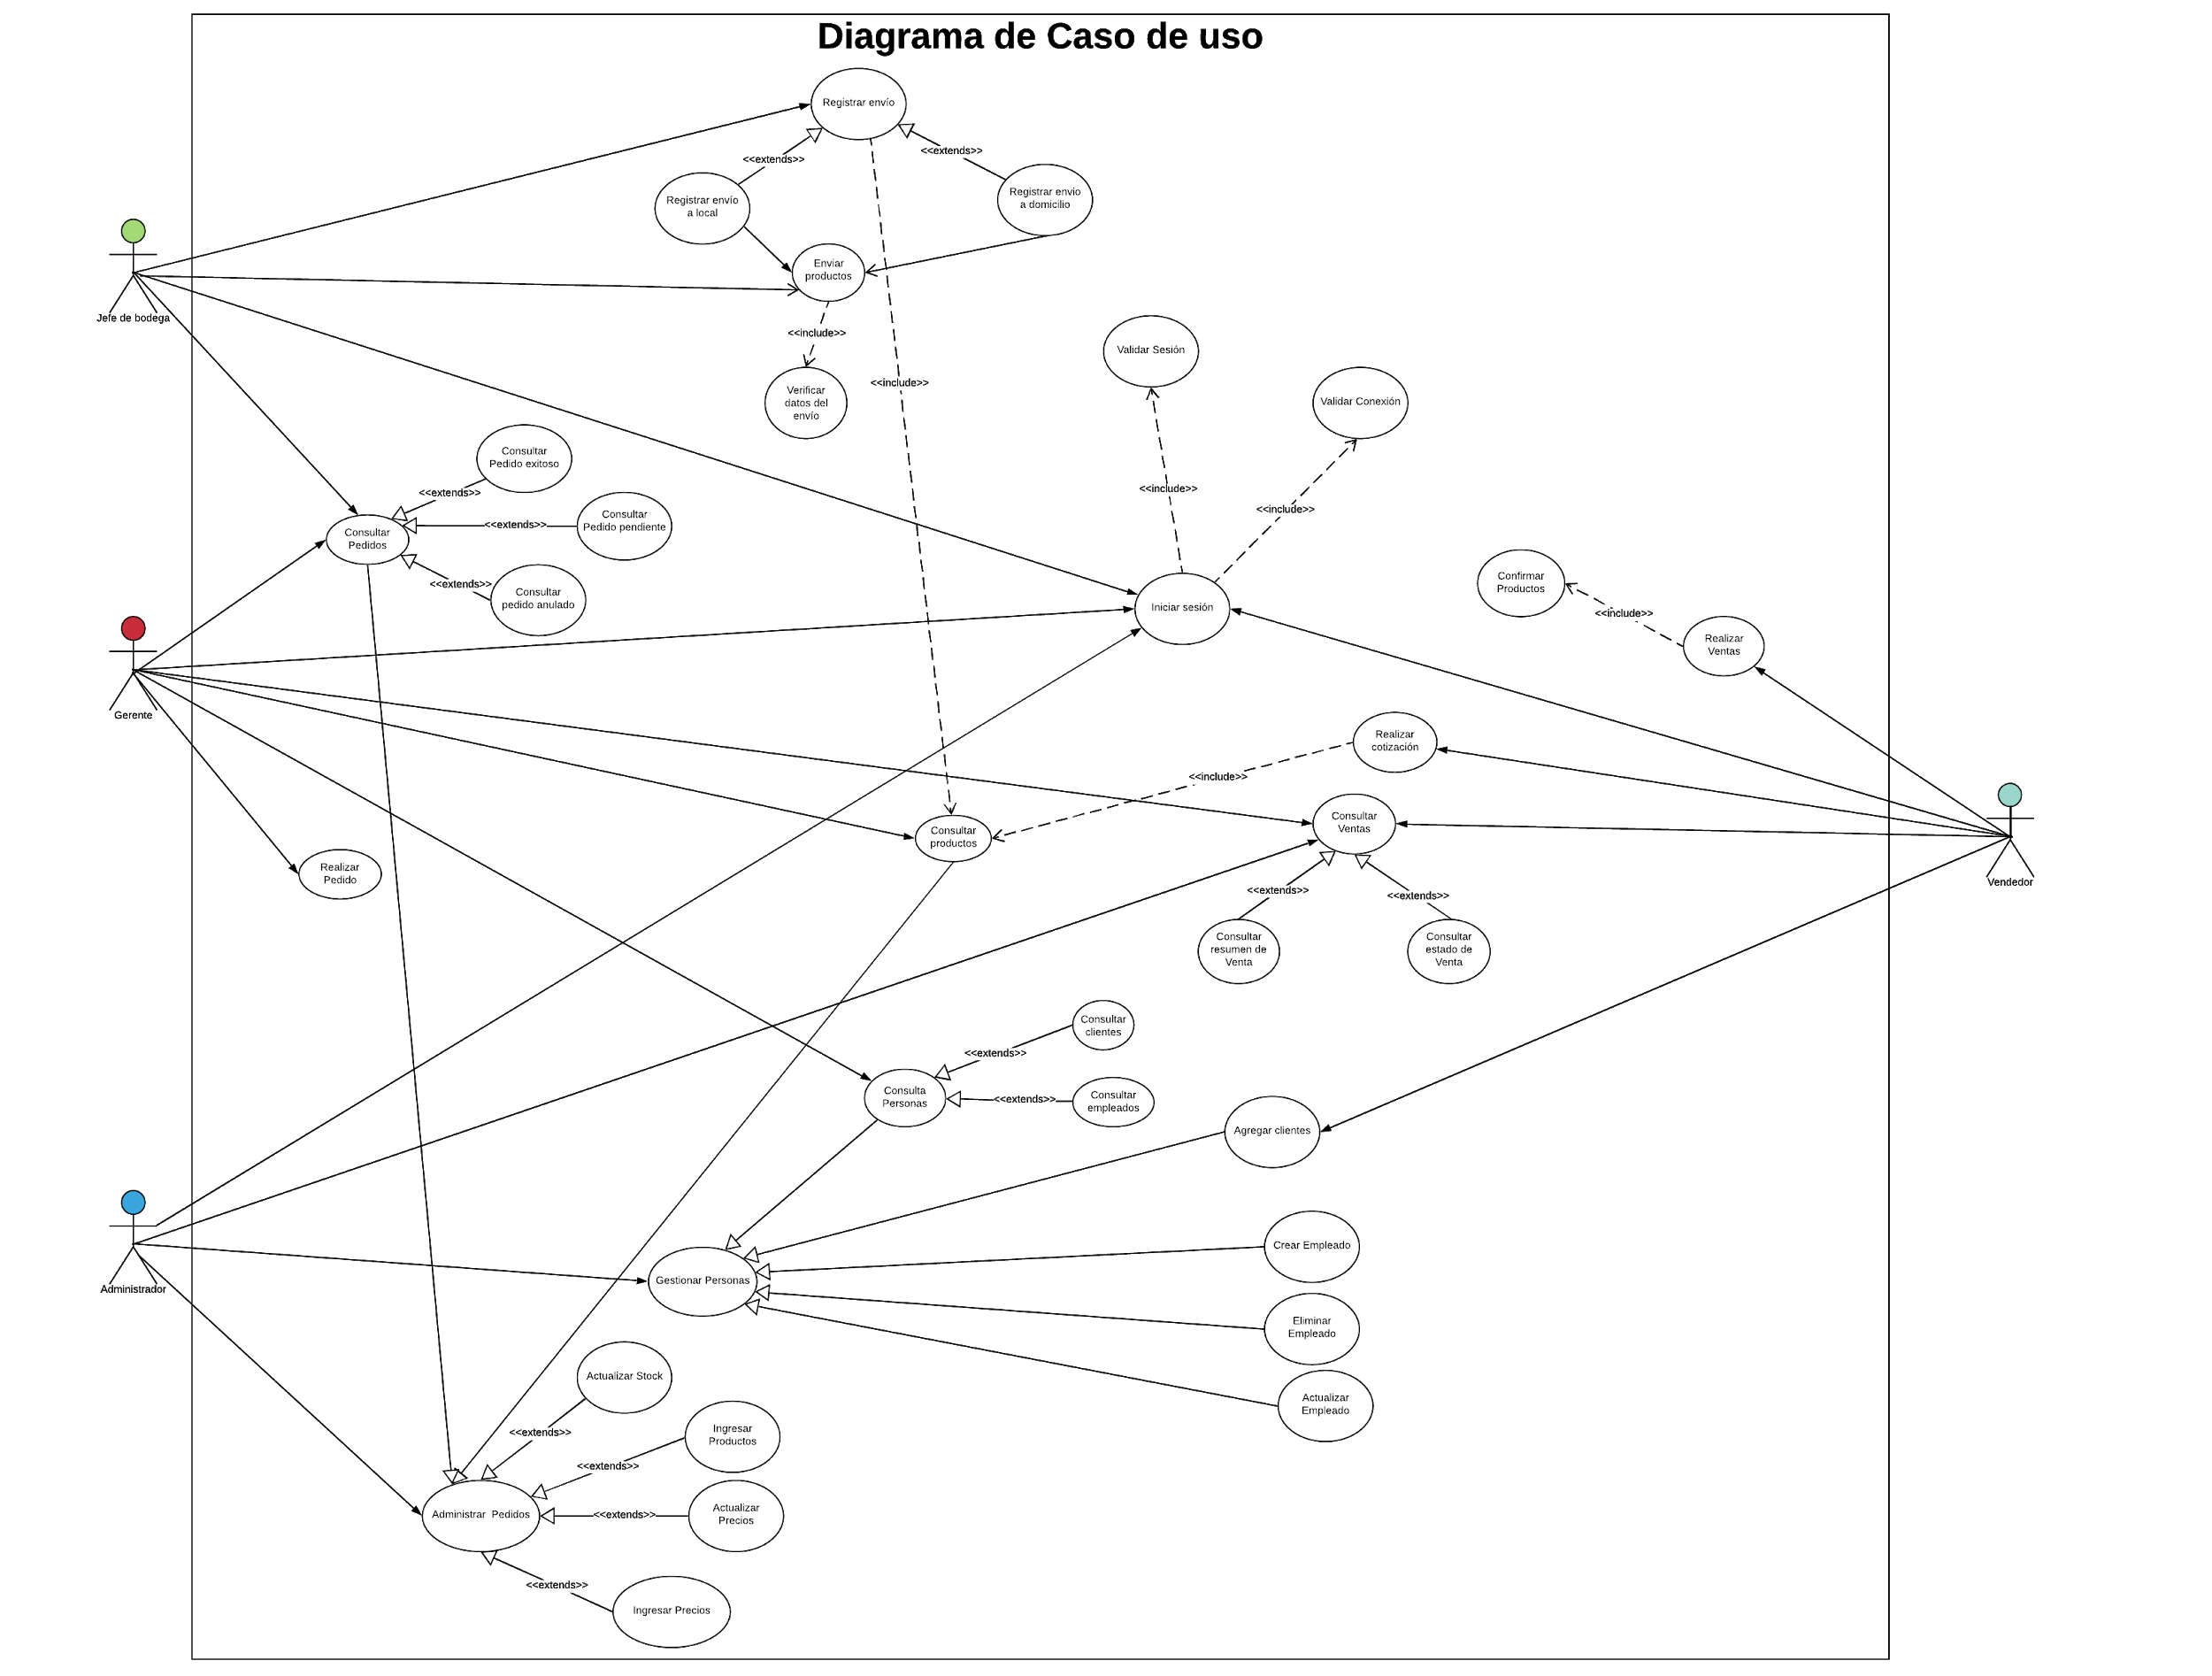 Diagrama de Caso de uso
Registrar envío
<<extends>>
<<extends>>
Registrar envío
a local
Registrar envio
a domicilio
Enviar
productos
Jefe de bodega
<<include>>
Validar Sesión
<<include>>
Verificar
datos del
envío
Validar Conexión
Consultar
Pedido exitoso
<<extends>>
<<include>>
<<include>>
Consultar
Pedido pendiente
<<extends>>
Consultar
Pedidos
<<extends>>
Consultar
pedido anulado
Iniciar sesión
Confirmar
Productos
<<include>>
Realizar
Ventas
Gerente
Realizar
cotización
<<include>>
Consultar
productos
Consultar
Ventas
Realizar
Pedido
<<extends>>
<<extends>>
Vendedor
Consultar
resumen de
Venta
Consultar
estado de
Venta
Consultar
clientes
<<extends>>
Consulta
Personas
<<extends>>
Consultar
empleados
Agregar clientes
Crear Empleado
Gestionar Personas
Administrador
Eliminar
Empleado
Actualizar Stock
Actualizar
Empleado
<<extends>>
Ingresar
Productos
<<extends>>
Administrar  Pedidos
<<extends>>
Actualizar
Precios
<<extends>>
Ingresar Precios